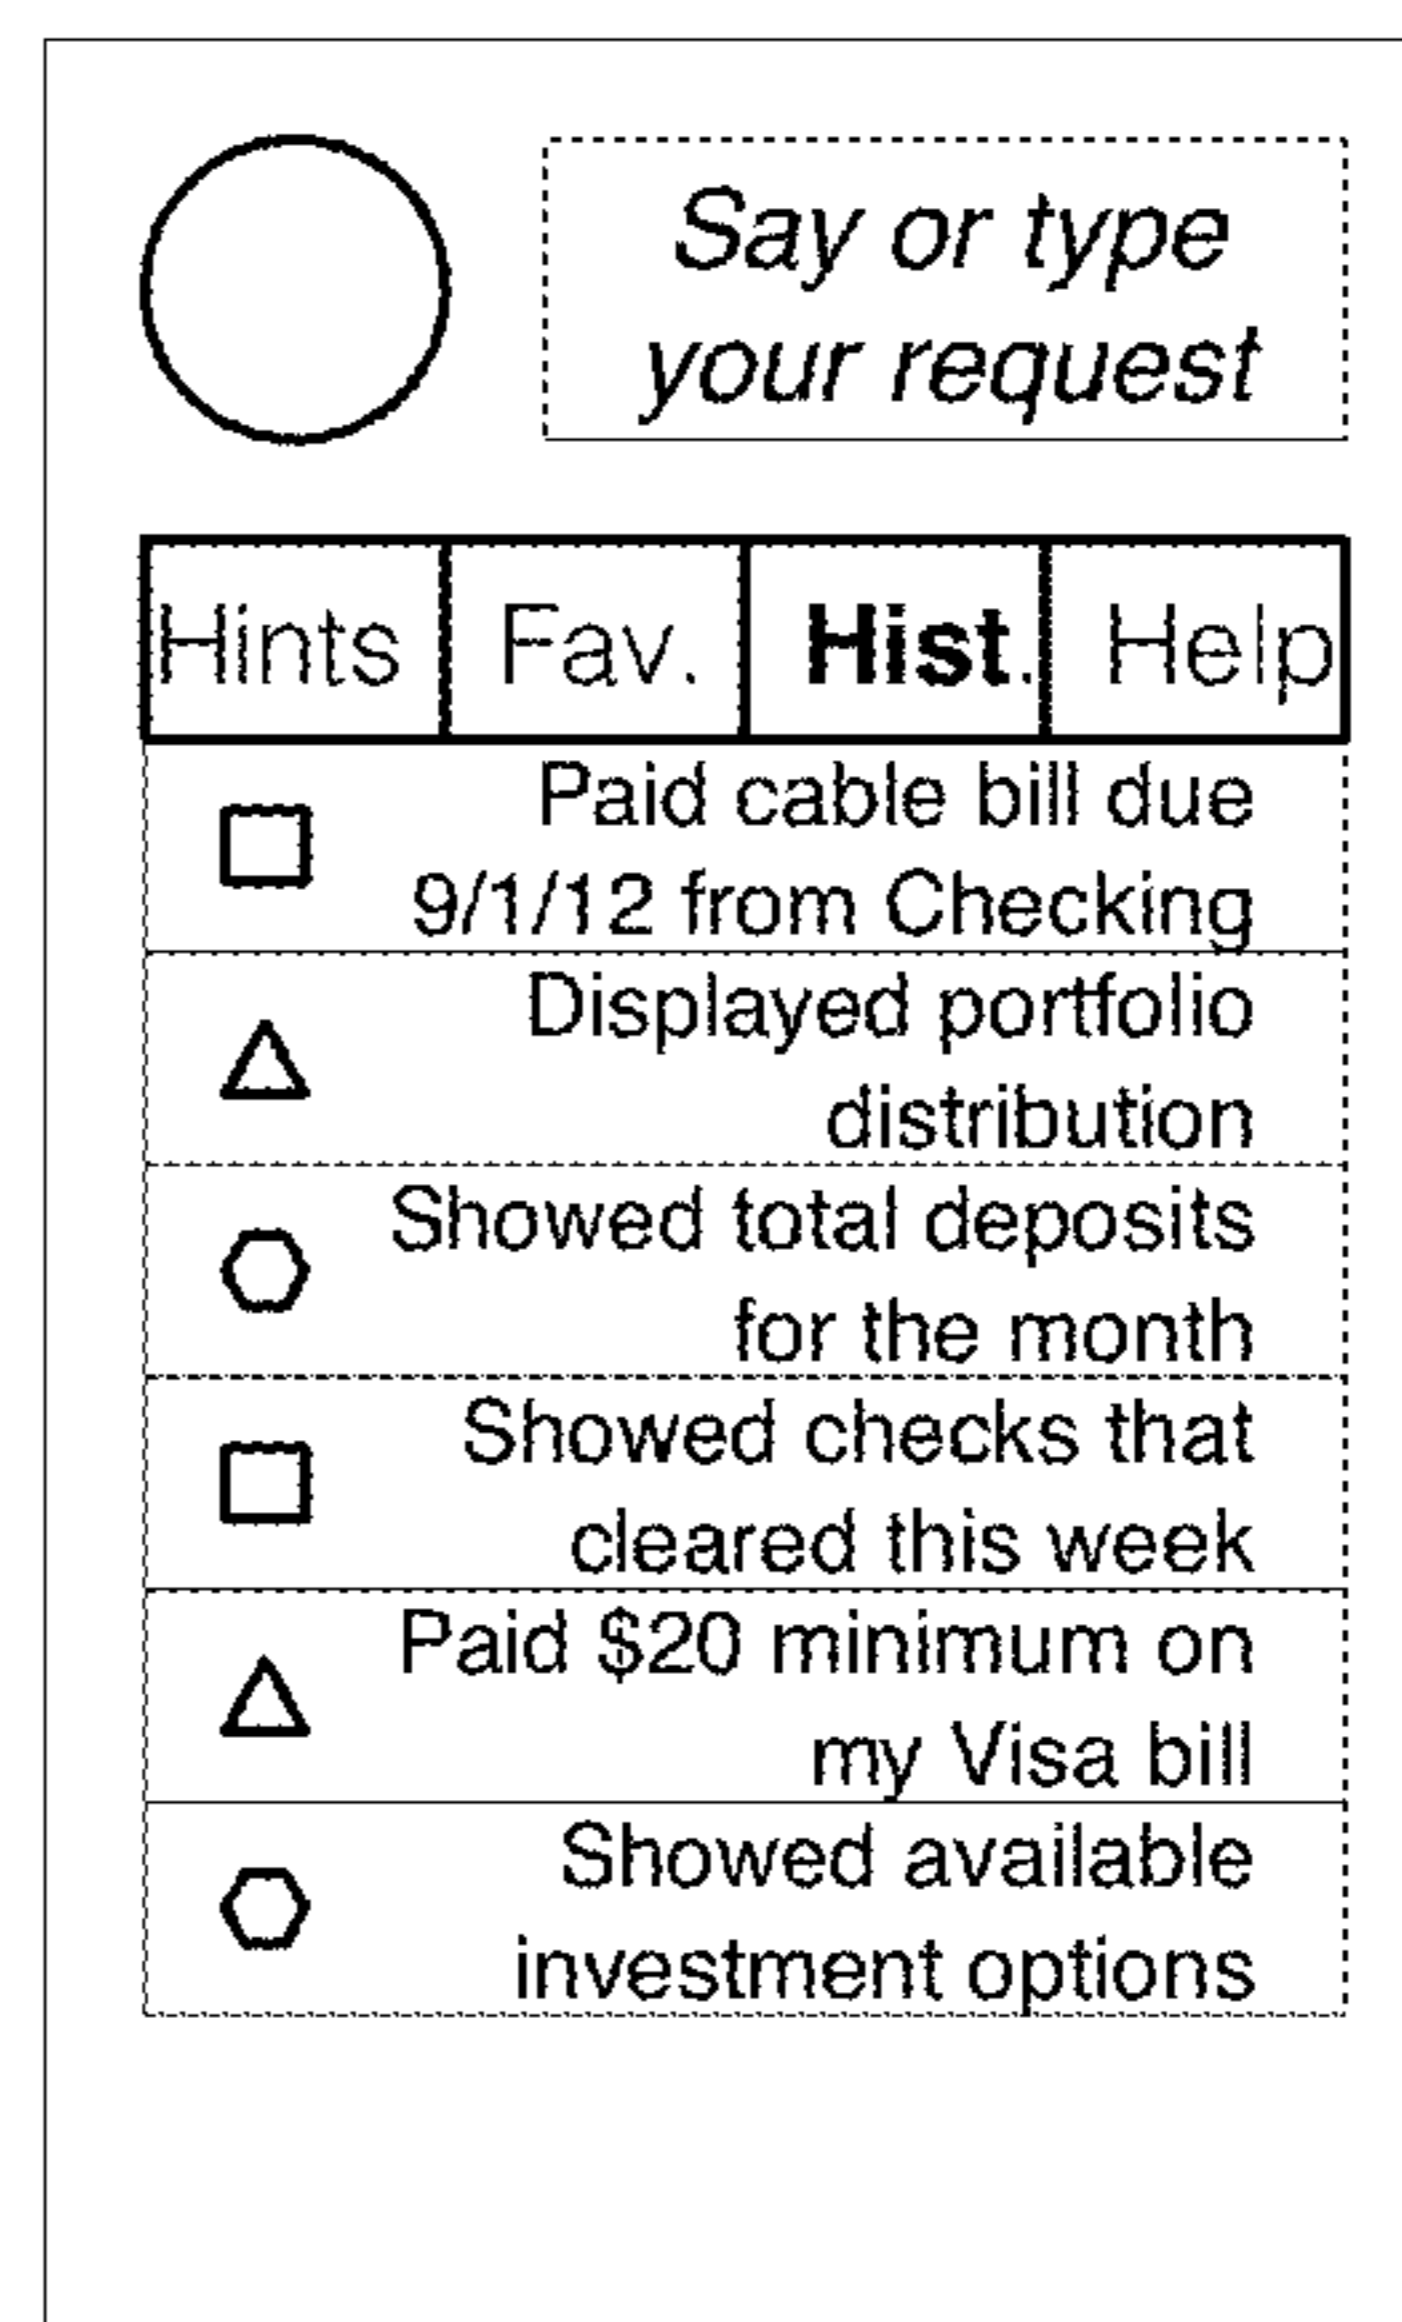 Say or type
your request
Hints Fav. Hist. Help
Paid cable bill due
9/1/12 from Checking
Displayed portfolio
distribution
Showed total deposits
for the month
Showed checks that
cleared this week
Paid $20 minimum on
my Visa bill
Showed available
investment options